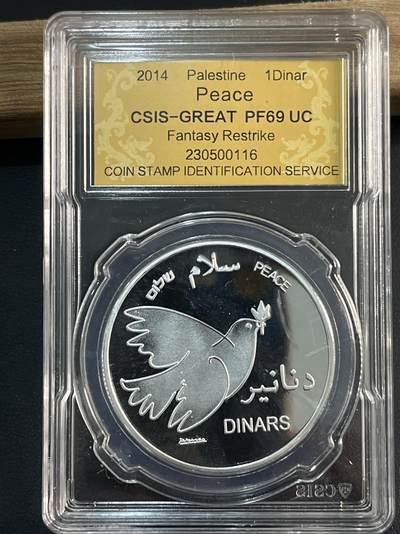 2014 Palestine 1Dinar
Peace
CSIS-GREAT PF69 UC
Fantasy Restrike
230500116
COIN STAMP IDENTIFICATION SERVICE
שלום سلام PEACE
دنانير
DINARS